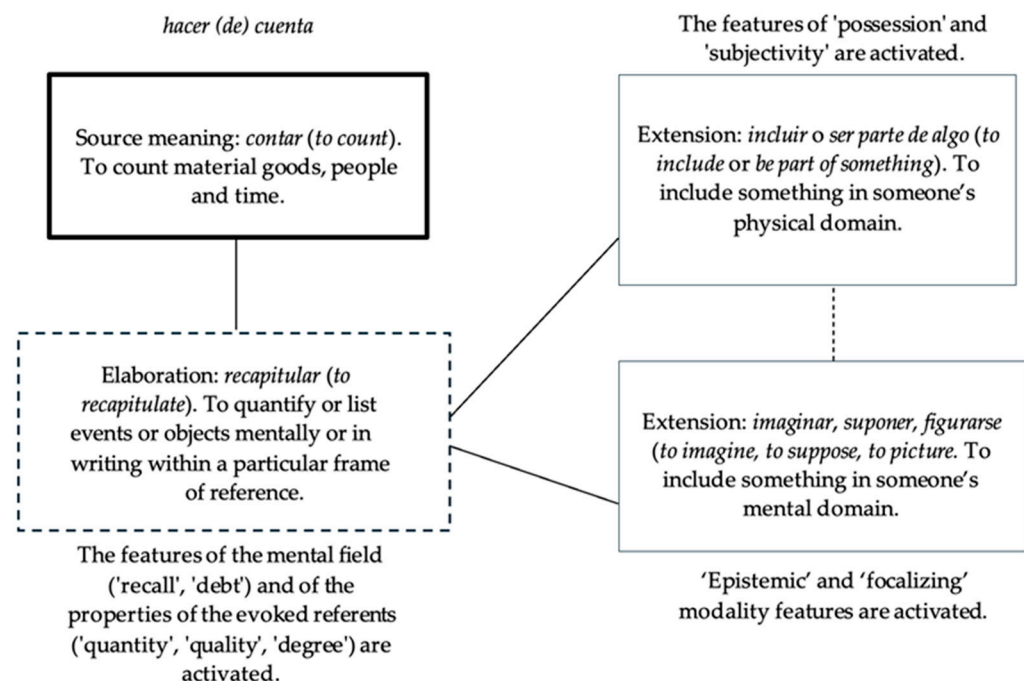 hacer (de) cuenta
Source meaning: contar (to count).
To count material goods, people
and time.
Elaboration: recapitular (to
recapitulate). To quantify or list
events or objects mentally or in
writing within a particular frame
of reference.
The features of the mental field
('recall', 'debt') and of the
properties of the evoked referents
('quantity', 'quality', 'degree') are
activated.
The features of 'possession' and
'subjectivity' are activated.
Extension: incluir o ser parte de algo (to
include or be part of something). To
include something in someone’s
physical domain.
Extension: imaginar, suponer, figurarse
(to imagine, to suppose, to picture. To
include something in someone’s
mental domain.
‘Epistemic’ and ‘focalizing’
modality features are activated.